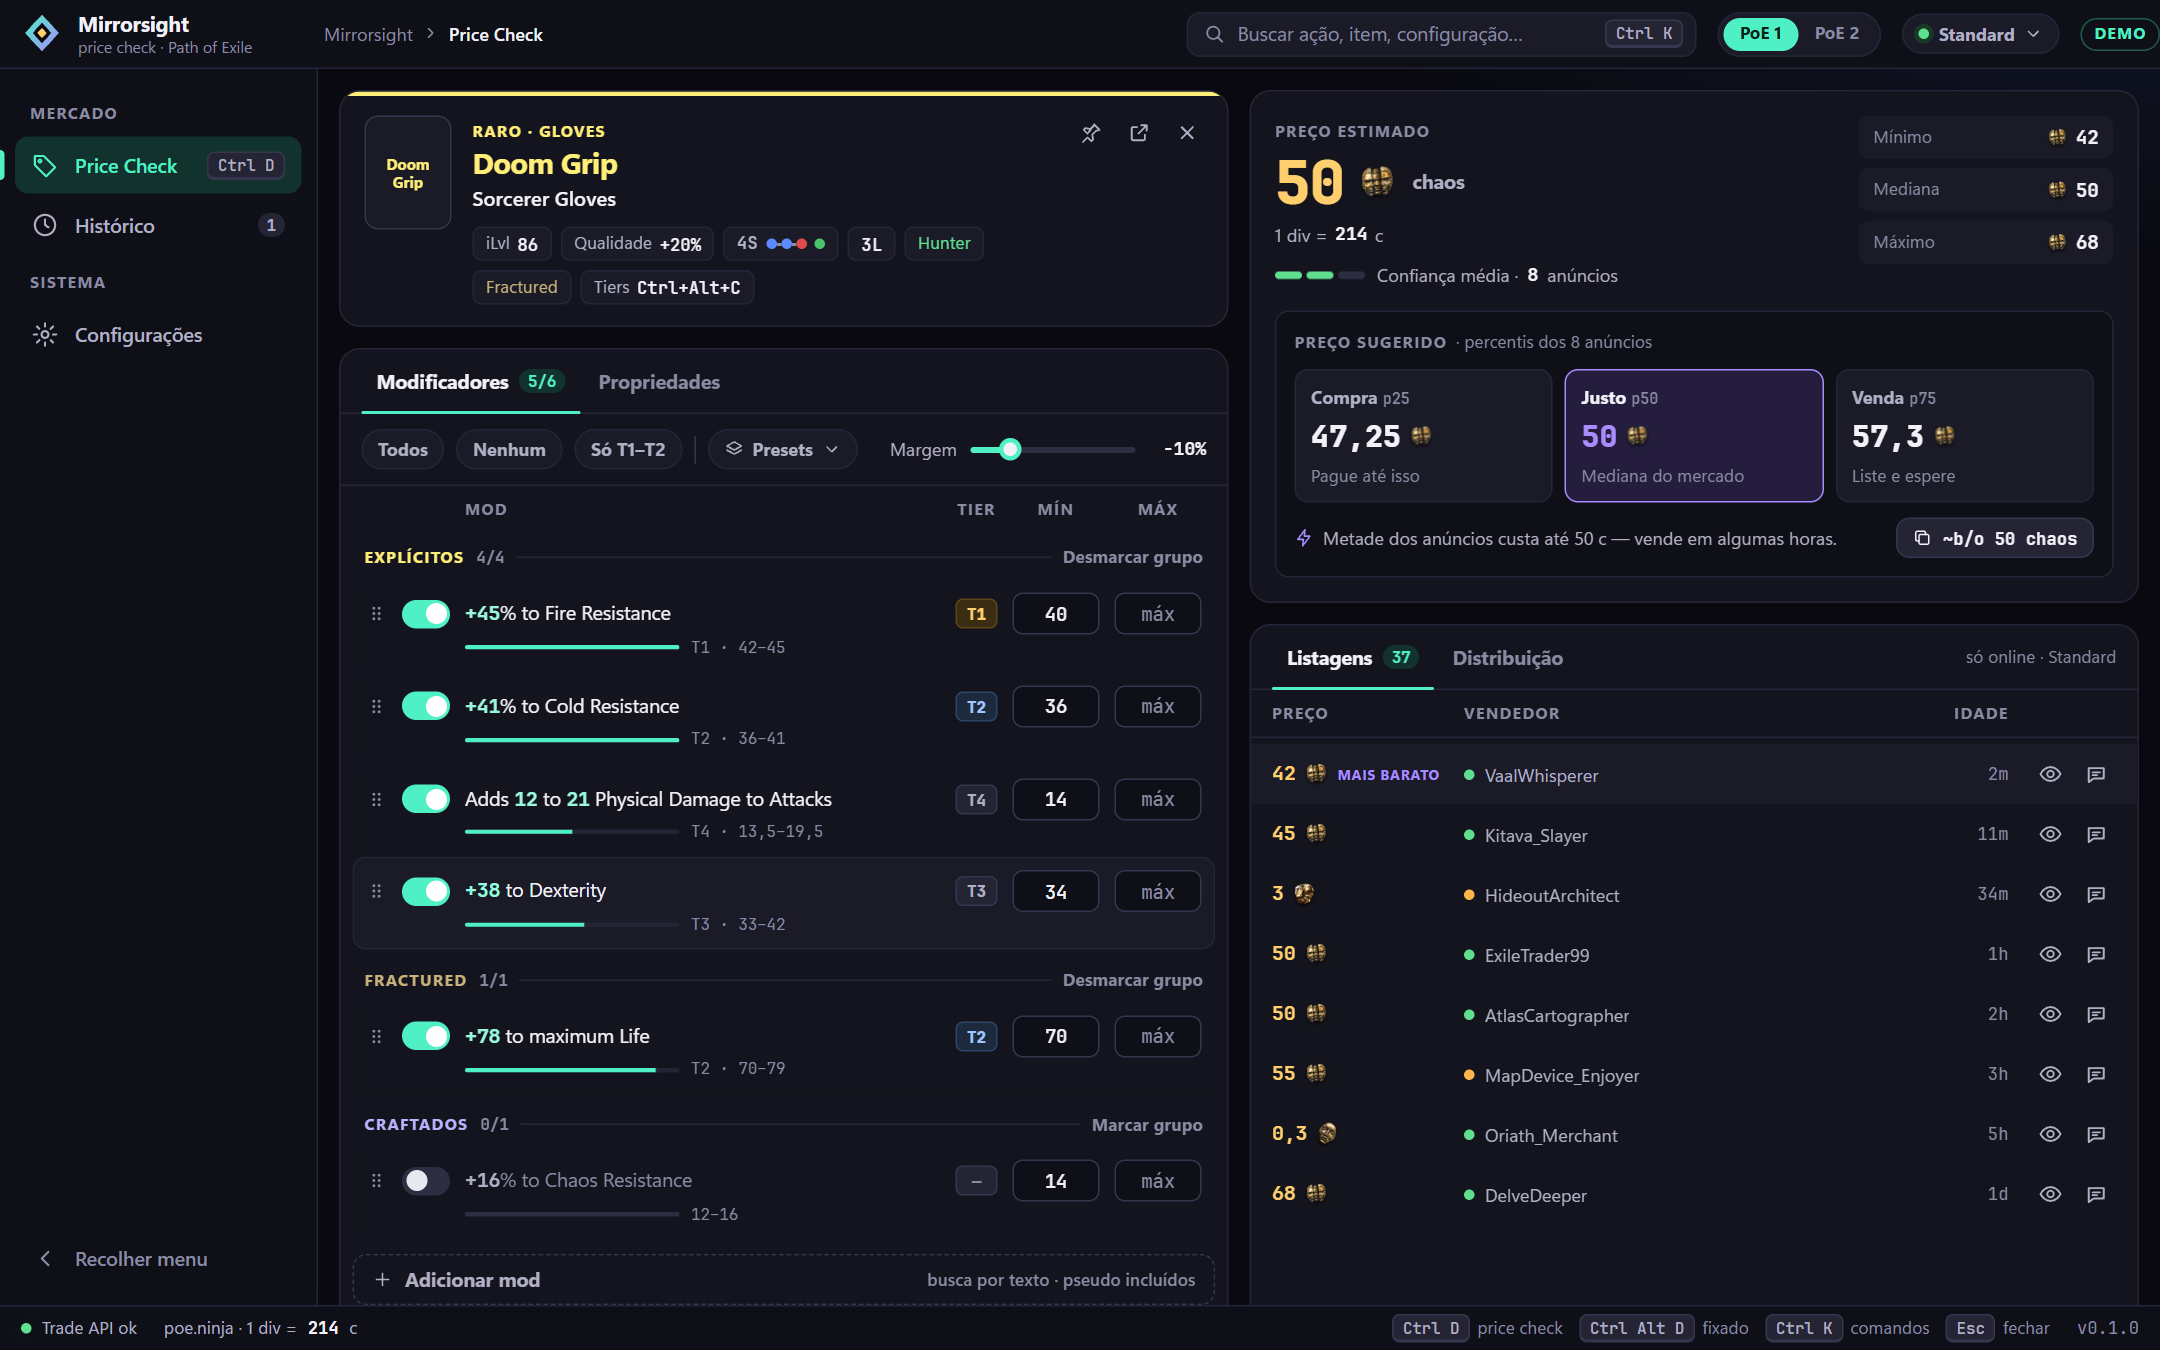 Mirrorsight
price check · Path of Exile
Mirrorsight > Price Check
Buscar ação, item, configuração... Ctrl K
PoE 1 PoE 2
Standard
DEMO
MERCADO
Price Check Ctrl D
Histórico 1
SISTEMA
Configurações
Recolher menu
Doom
Grip
RARO · GLOVES
Doom Grip
Sorcerer Gloves
iLvl 86 Qualidade +20% 4S 3L Hunter
Fractured Tiers Ctrl+Alt+C
Modificadores 5/6 Propriedades
Todos Nenhum Só T1–T2 Presets Margem -10%
MOD TIER MÍN MÁX
EXPLÍCITOS 4/4 Desmarcar grupo
+45% to Fire Resistance T1 40 máx
T1 · 42–45
+41% to Cold Resistance T2 36 máx
T2 · 36–41
Adds 12 to 21 Physical Damage to Attacks T4 14 máx
T4 · 13,5–19,5
+38 to Dexterity T3 34 máx
T3 · 33–42
FRACTURED 1/1 Desmarcar grupo
+78 to maximum Life T2 70 máx
T2 · 70–79
CRAFTADOS 0/1 Marcar grupo
+16% to Chaos Resistance – 14 máx
12–16
+ Adicionar mod busca por texto · pseudo incluídos
PREÇO ESTIMADO
50 chaos
1 div = 214 c
Confiança média · 8 anúncios
Mínimo 42
Mediana 50
Máximo 68
PREÇO SUGERIDO · percentis dos 8 anúncios
Compra p25
47,25
Pague até isso
Justo p50
50
Mediana do mercado
Venda p75
57,3
Liste e espere
Metade dos anúncios custa até 50 c — vende em algumas horas. ~b/o 50 chaos
Listagens 37 Distribuição só online · Standard
PREÇO VENDEDOR IDADE
42 MAIS BARATO VaalWhisperer 2m
45 Kitava_Slayer 11m
3 HideoutArchitect 34m
50 ExileTrader99 1h
50 AtlasCartographer 2h
55 MapDevice_Enjoyer 3h
0,3 Oriath_Merchant 5h
68 DelveDeeper 1d
Trade API ok poe.ninja · 1 div = 214 c
Ctrl D price check Ctrl Alt D fixado Ctrl K comandos Esc fechar v0.1.0